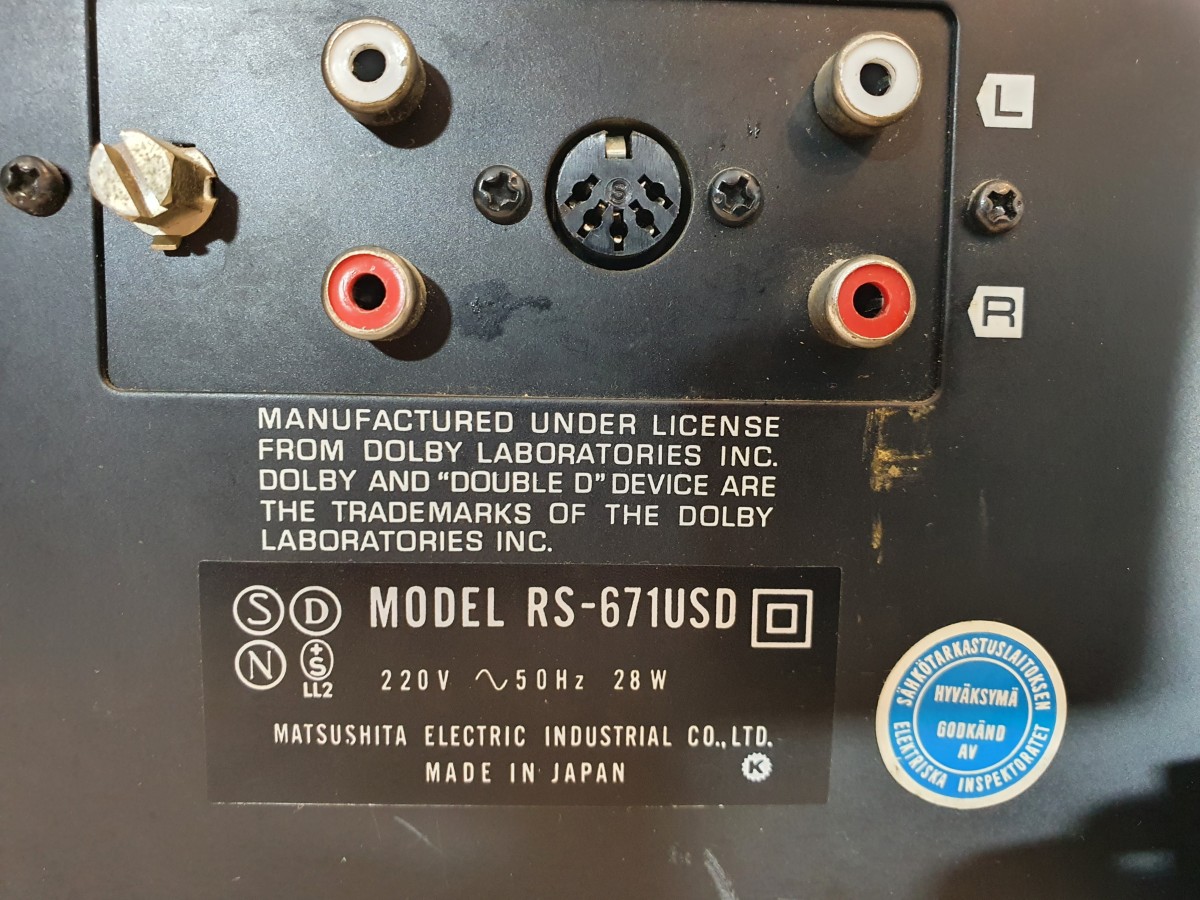 L
S
R
MANUFACTURED UNDER LICENSE
FROM DOLBY LABORATORIES INC.
DOLBY AND “DOUBLE D” DEVICE ARE
THE TRADEMARKS OF THE DOLBY
LABORATORIES INC.
S D MODEL RS-671USD
N +S
LL2
220V ∿50Hz 28W
MATSUSHITA ELECTRIC INDUSTRIAL CO.,LTD.
MADE IN JAPAN K
SÄHKÖTARKASTUSLAITOKSEN
HYVÄKSYMÄ
GODKÄND
AV
ELEKTRISKA INSPEKTORATET